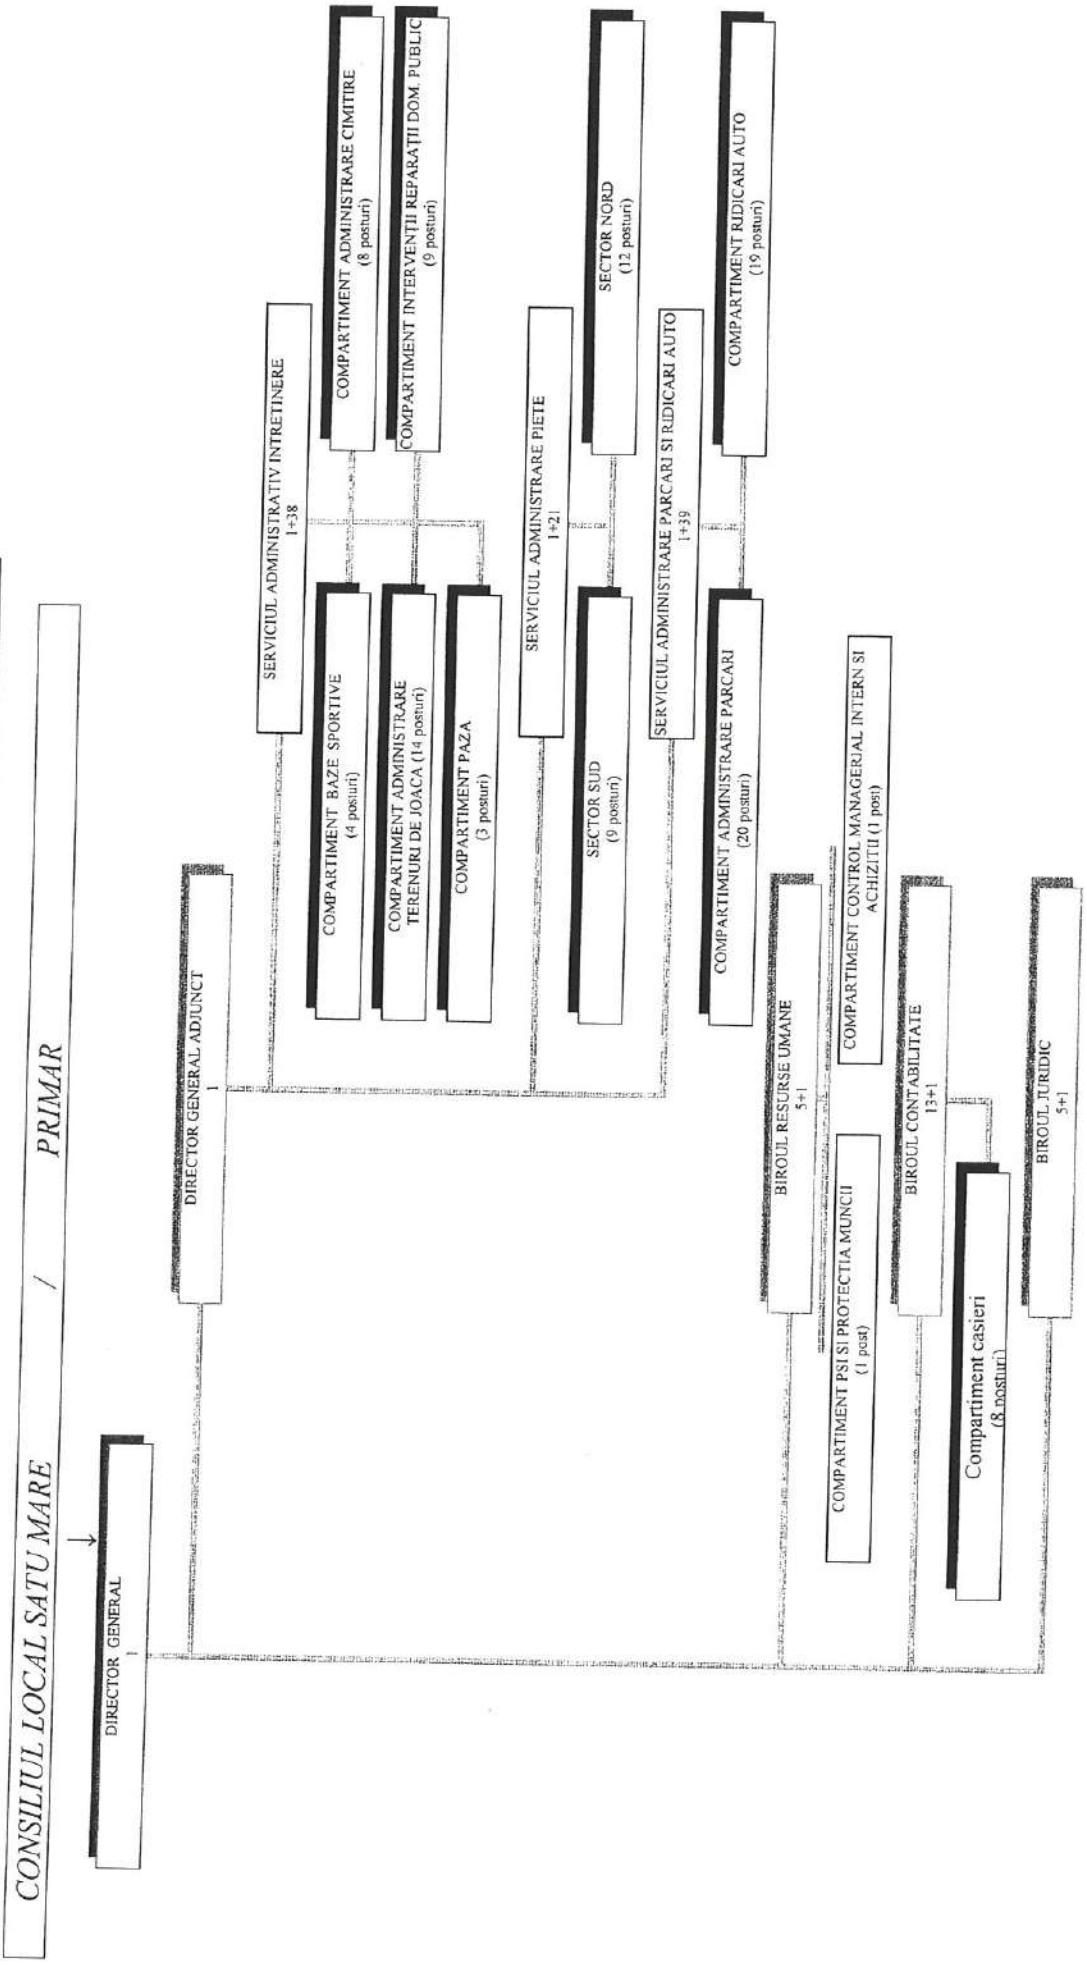 CONSILIUL LOCAL SATU MARE / PRIMAR
DIRECTOR GENERAL
1
DIRECTOR GENERAL ADJUNCT
1
SERVICIUL ADMINISTRATIV INTRETINERE
1+38
COMPARTIMENT BAZE SPORTIVE
(4 posturi)
COMPARTIMENT ADMINISTRARE CIMITIRE
(8 posturi)
COMPARTIMENT ADMINISTRARE
TERENURI DE JOACA (14 posturi)
COMPARTIMENT INTERVENȚII REPARAȚII DOM. PUBLIC
(9 posturi)
COMPARTIMENT PAZA
(3 posturi)
SERVICIUL ADMINISTRARE PIETE
1+21
SECTOR SUD
(9 posturi)
SECTOR NORD
(12 posturi)
SERVICIUL ADMINISTRARE PARCARI SI RIDICARI AUTO
1+39
COMPARTIMENT ADMINISTRARE PARCARI
(20 posturi)
COMPARTIMENT RIDICARI AUTO
(19 posturi)
BIROUL RESURSE UMANE
5+1
COMPARTIMENT PSI SI PROTECTIA MUNCII
(1 post)
COMPARTIMENT CONTROL MANAGERIAL INTERN SI
ACHIZITII (1 post)
BIROUL CONTABILITATE
13+1
Compartiment casieri
(8 posturi)
BIROUL JURIDIC
5+1